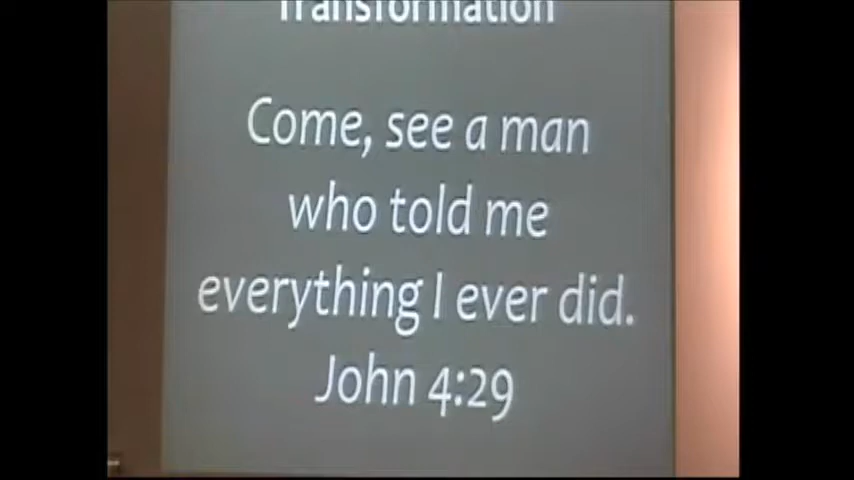 Transformation
Come, see a man
who told me
everything I ever did.
John 4:29